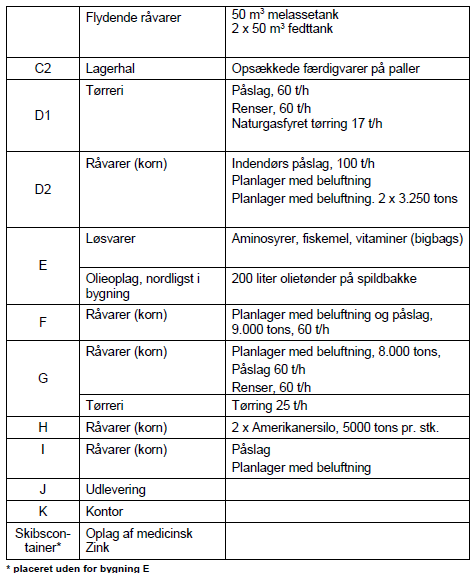 Flydende råvarer 50 m³ melassetank
2 x 50 m³ fedttank
C2 Lagerhal Opsækkede færdigvarer på paller
D1 Tørreri Påslag, 60 t/h
Renser, 60 t/h
Naturgasfyret tørring 17 t/h
D2 Råvarer (korn) Indendørs påslag, 100 t/h
Planlager med beluftning
Planlager med beluftning. 2 x 3.250 tons
E Løsvarer Aminosyrer, fiskemel, vitaminer (bigbags)
Olieoplag, nordligst i 200 liter olietønder på spildbakke
bygning
F Råvarer (korn) Planlager med beluftning og påslag,
9.000 tons, 60 t/h
G Råvarer (korn) Planlager med beluftning, 8.000 tons,
Påslag 60 t/h
Renser, 60 t/h
Tørreri Tørring 25 t/h
H Råvarer (korn) 2 x Amerikanersilo, 5000 tons pr. stk.
I Råvarer (korn) Påslag
Planlager med beluftning
J Udlevering
K Kontor
Skibscon- Oplag af medicinsk
tainer* Zink
* placeret uden for bygning E